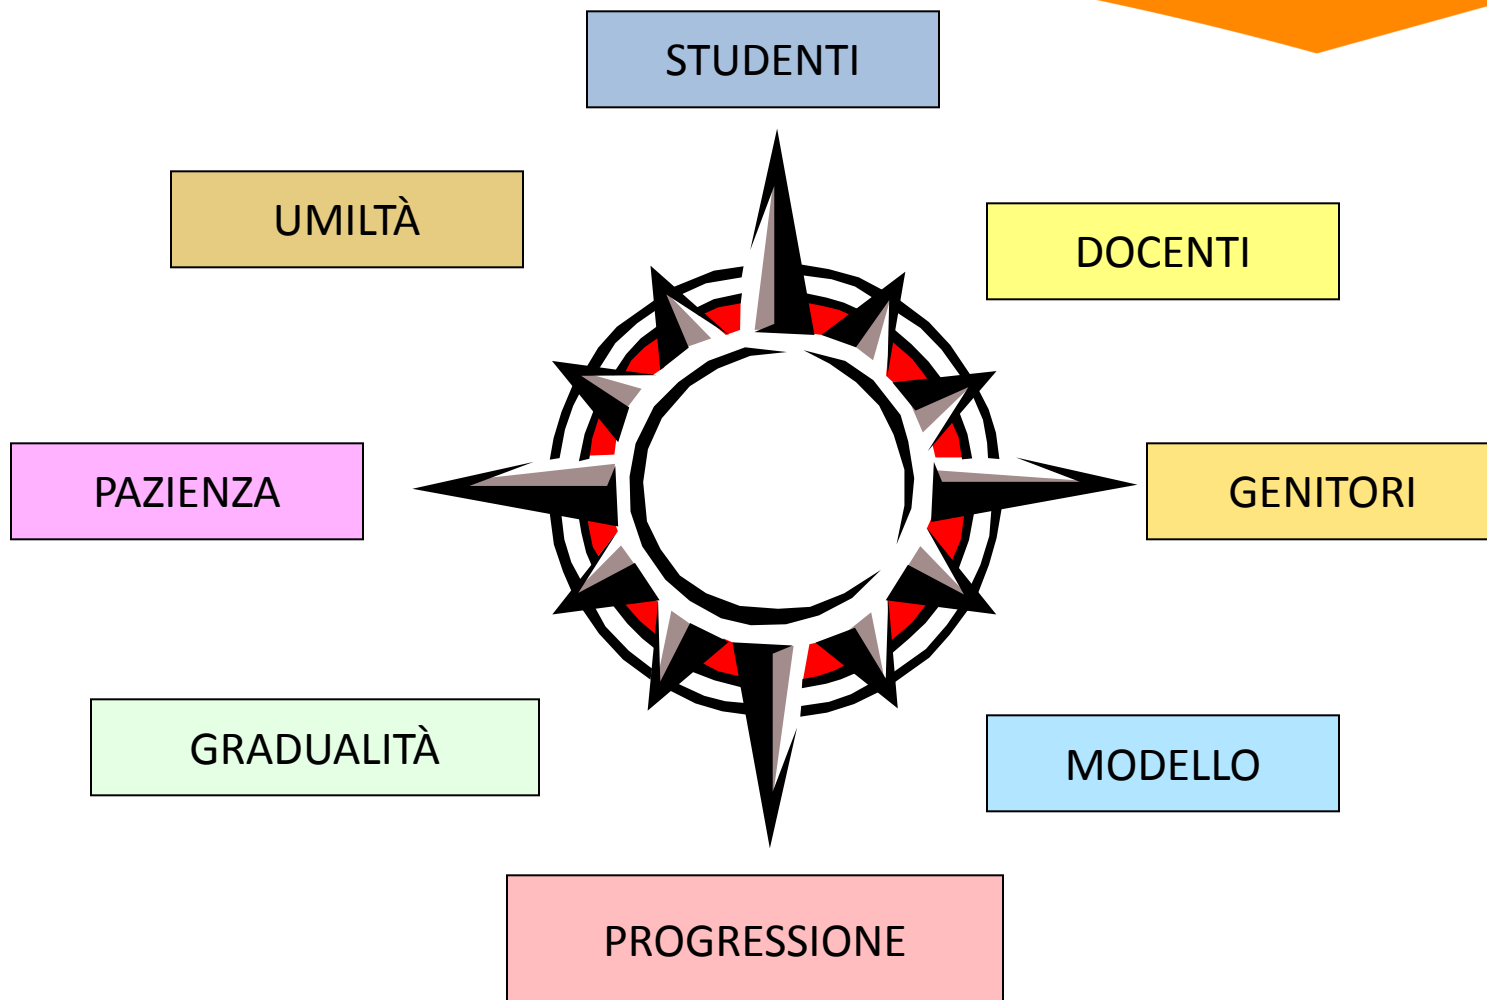 STUDENTI
UMILTÀ
DOCENTI
PAZIENZA
GENITORI
GRADUALITÀ
MODELLO
PROGRESSIONE